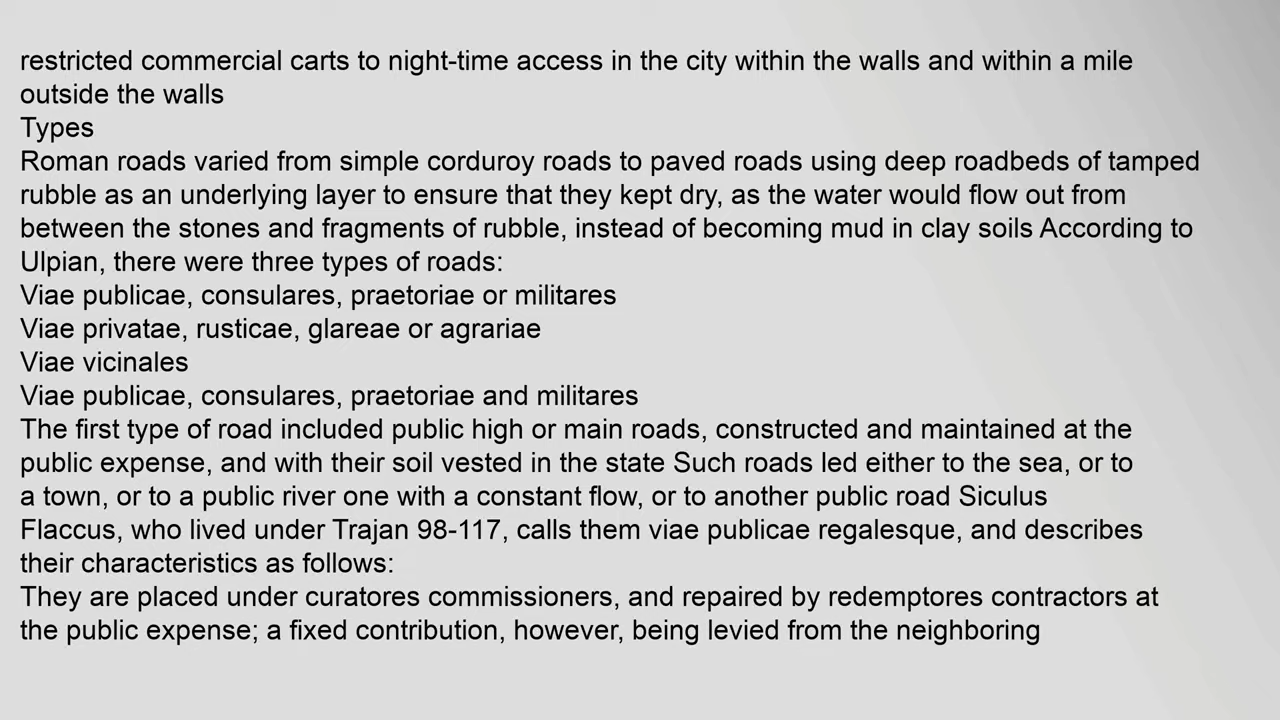 restricted commercial carts to night-time access in the city within the walls and within a mile
outside the walls
Types
Roman roads varied from simple corduroy roads to paved roads using deep roadbeds of tamped
rubble as an underlying layer to ensure that they kept dry, as the water would flow out from
between the stones and fragments of rubble, instead of becoming mud in clay soils According to
Ulpian, there were three types of roads:
Viae publicae, consulares, praetoriae or militares
Viae privatae, rusticae, glareae or agrariae
Viae vicinales
Viae publicae, consulares, praetoriae and militares
The first type of road included public high or main roads, constructed and maintained at the
public expense, and with their soil vested in the state Such roads led either to the sea, or to
a town, or to a public river one with a constant flow, or to another public road Siculus
Flaccus, who lived under Trajan 98-117, calls them viae publicae regalesque, and describes
their characteristics as follows:
They are placed under curatores commissioners, and repaired by redemptores contractors at
the public expense; a fixed contribution, however, being levied from the neighboring